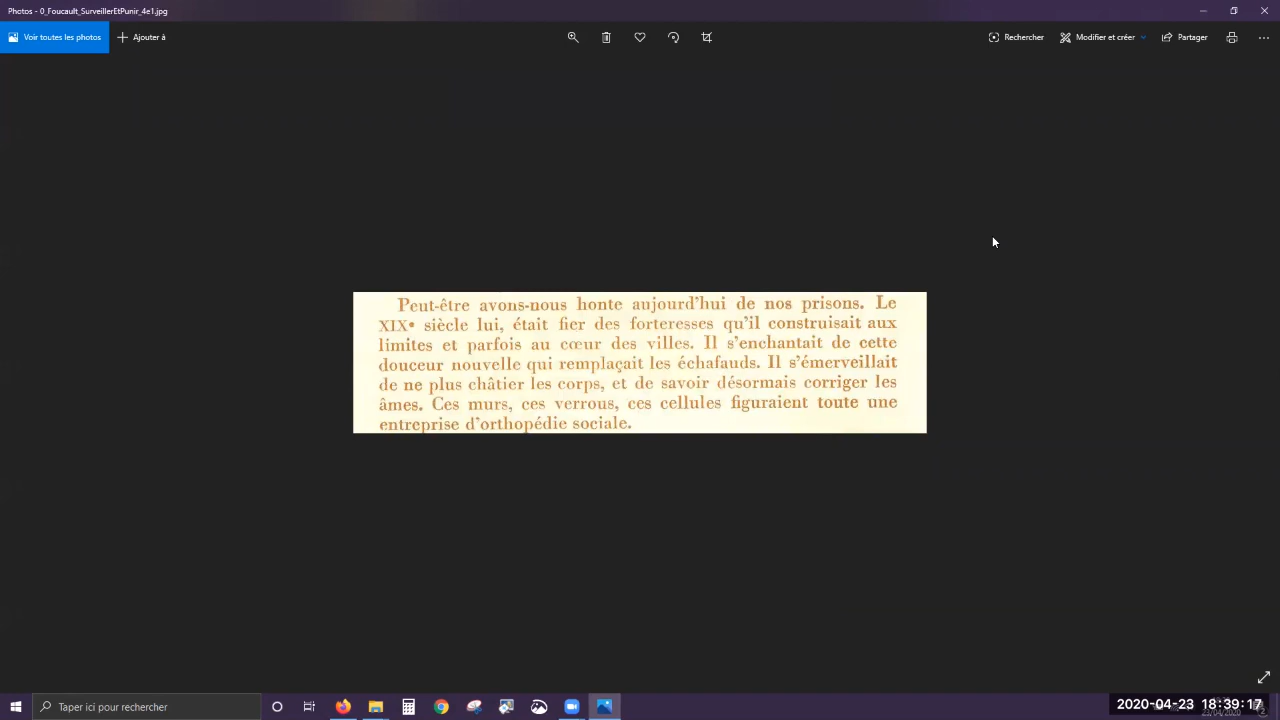 Photos - 0_Foucault_SurveillerEtPunir_4e1.jpg
Voir toutes les photos
Ajouter à
Rechercher
Modifier et créer
Partager
Peut-être avons-nous honte aujourd'hui de nos prisons. Le
XIXe siècle lui, était fier des forteresses qu'il construisait aux
limites et parfois au cœur des villes. Il s'enchantait de cette
douceur nouvelle qui remplaçait les échafauds. Il s'émerveillait
de ne plus châtier les corps, et de savoir désormais corriger les
âmes. Ces murs, ces verrous, ces cellules figuraient toute une
entreprise d'orthopédie sociale.
Taper ici pour rechercher
2020-04-23 18:39:17